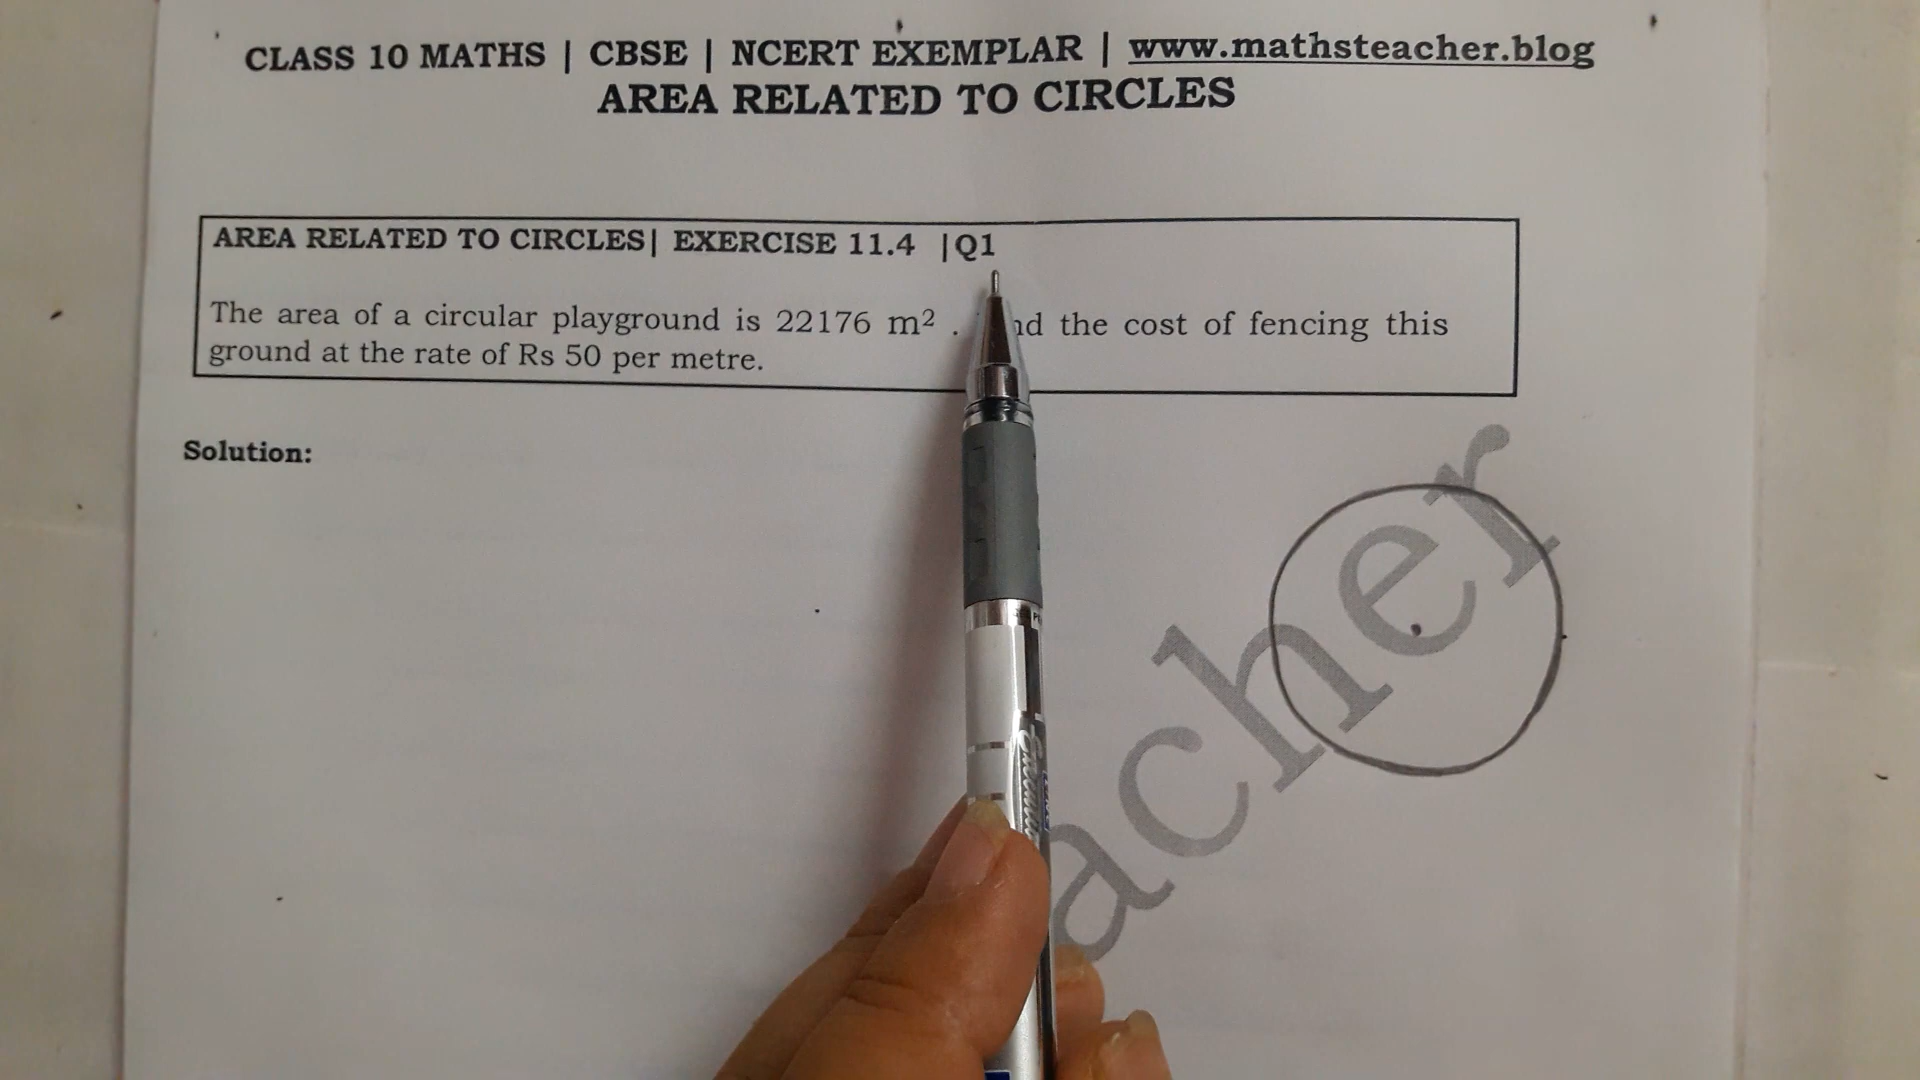 CLASS 10 MATHS | CBSE | NCERT EXEMPLAR | www.mathsteacher.blog
AREA RELATED TO CIRCLES
AREA RELATED TO CIRCLES| EXERCISE 11.4 |Q1
The area of a circular playground is 22176 m² . nd the cost of fencing this
ground at the rate of Rs 50 per metre.
Solution:
acher